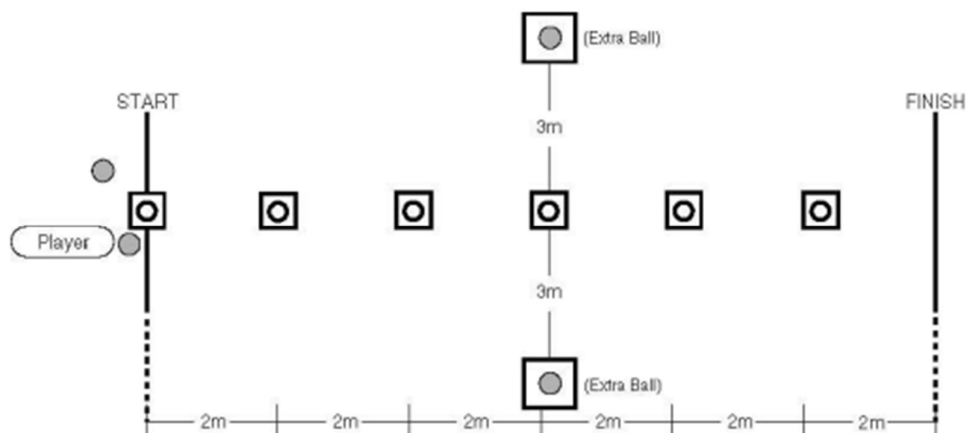 (Extra Ball)
START
FINISH
3m
Player
3m
(Extra Ball)
2m 2m 2m 2m 2m 2m